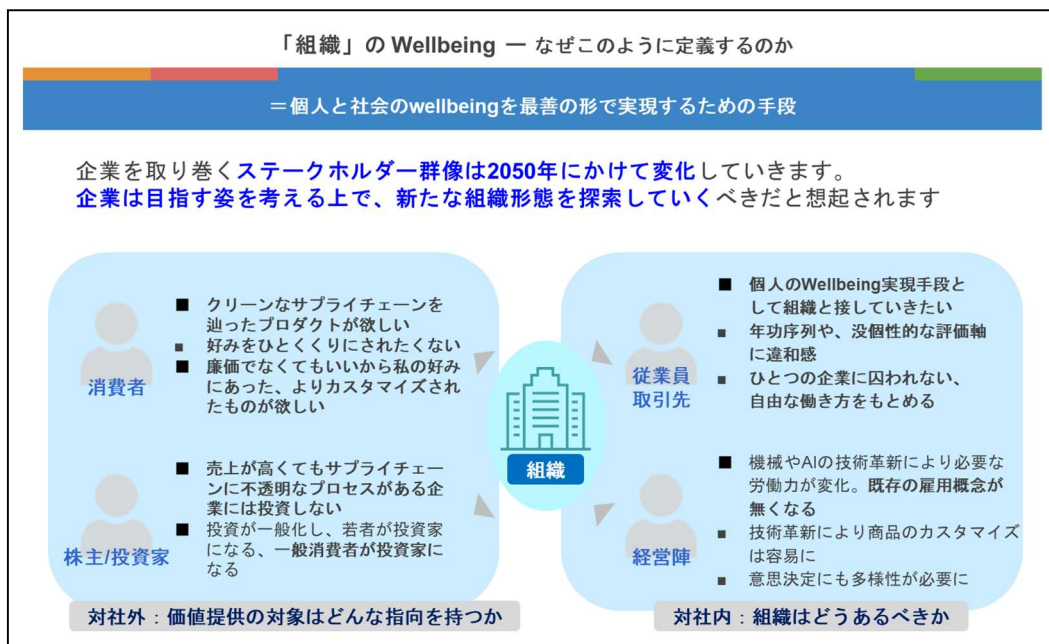 「組織」の Wellbeing ー なぜこのように定義するのか
＝個人と社会のwellbeingを最善の形で実現するための手段
企業を取り巻くステークホルダー群像は2050年にかけて変化していきます。
企業は目指す姿を考える上で、新たな組織形態を探索していくべきだと想起されます
■ クリーンなサプライチェーンを
辿ったプロダクトが欲しい
■ 好みをひとくくりにされたくない
■ 廉価でなくてもいいから私の好み
にあった、よりカスタマイズされ
たものが欲しい
消費者
■ 売上が高くてもサプライチェー
ンに不透明なプロセスがある企
業には投資しない
■ 投資が一般化し、若者が投資家
になる、一般消費者が投資家に
なる
株主/投資家
対社外：価値提供の対象はどんな指向を持つか
組織
■ 個人のWellbeing実現手段と
して組織と接していきたい
■ 年功序列や、没個性的な評価軸
に違和感
■ ひとつの企業に囚われない、
自由な働き方をもとめる
従業員
取引先
■ 機械やAIの技術革新により必要な
労働力が変化。既存の雇用概念が
無くなる
■ 技術革新により商品のカスタマイズ
は容易に
■ 意思決定にも多様性が必要に
経営陣
対社内：組織はどうあるべきか